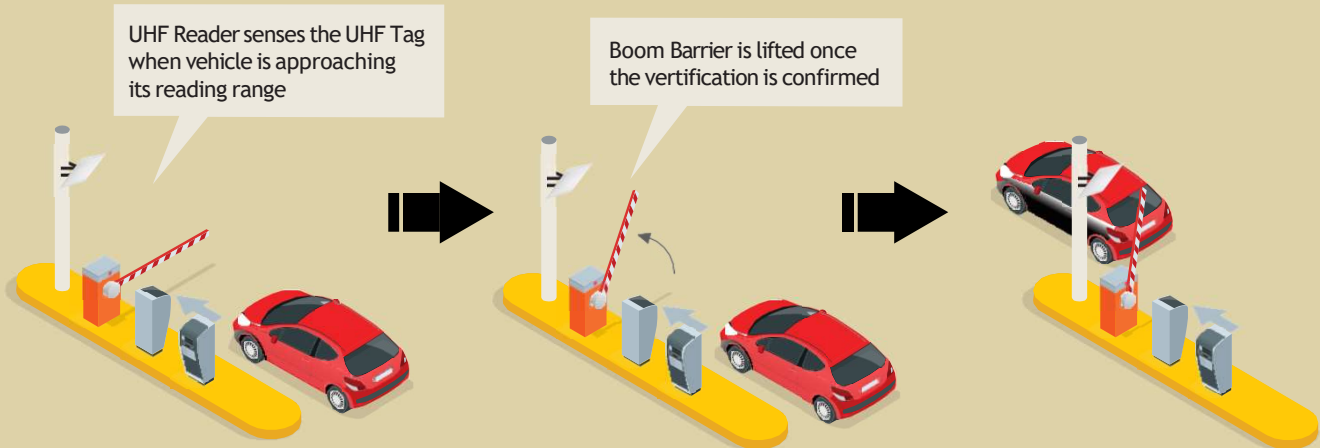 UHF Reader senses the UHF Tag
when vehicle is approaching
its reading range
Boom Barrier is lifted once
the vertification is confirmed